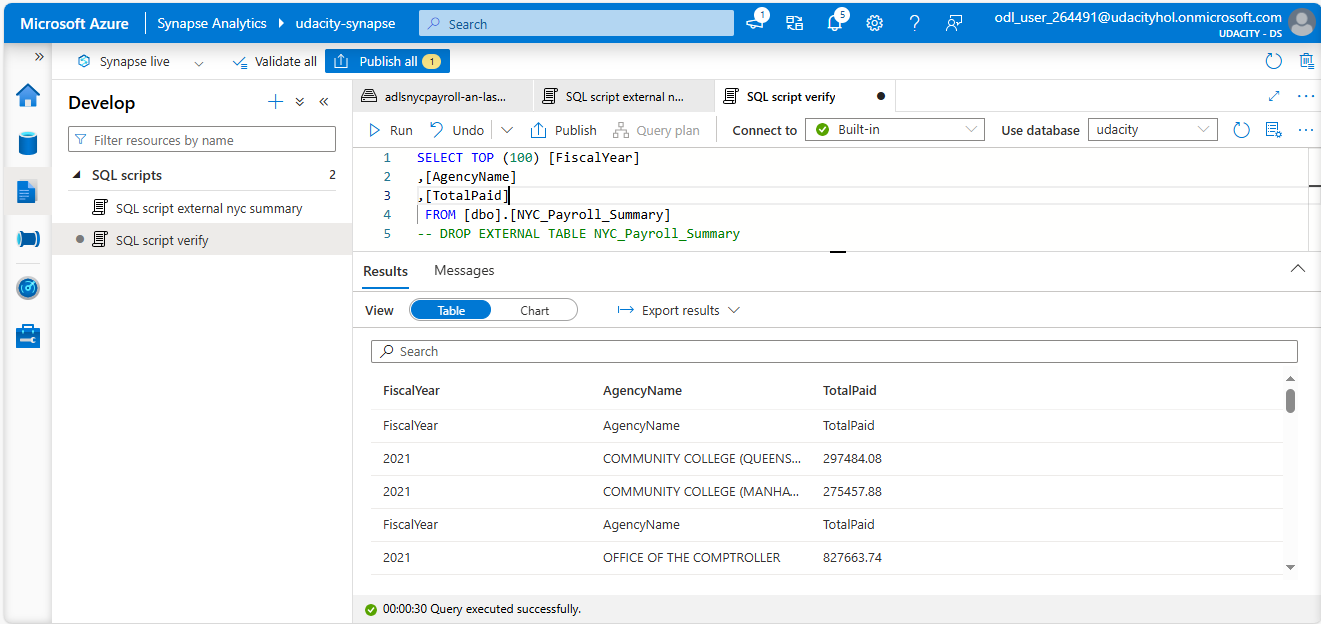 Microsoft Azure Synapse Analytics udacity-synapse Search 1 5 odl_user_264491@udacityhol.onmicrosoft.com
UDACITY - DS
Synapse live Validate all Publish all 1
Develop
Filter resources by name
SQL scripts 2
SQL script external nyc summary
SQL script verify
adlsnycpayroll-an-las... SQL script external n... SQL script verify
Run Undo Publish Query plan Connect to Built-in Use database udacity
1 SELECT TOP (100) [FiscalYear]
2 ,[AgencyName]
3 ,[TotalPaid]
4 FROM [dbo].[NYC_Payroll_Summary]
5 -- DROP EXTERNAL TABLE NYC_Payroll_Summary
Results Messages
View Table Chart Export results
Search
FiscalYear AgencyName TotalPaid
FiscalYear AgencyName TotalPaid
2021 COMMUNITY COLLEGE (QUEENS... 297484.08
2021 COMMUNITY COLLEGE (MANHA... 275457.88
FiscalYear AgencyName TotalPaid
2021 OFFICE OF THE COMPTROLLER 827663.74
00:00:30 Query executed successfully.